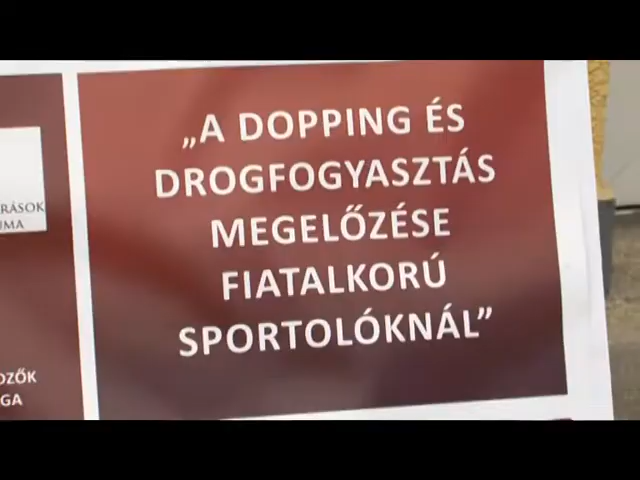 „A DOPPING ÉS
DROGFOGYASZTÁS
MEGELŐZÉSE
FIATALKORÚ
SPORTOLÓKNÁL”